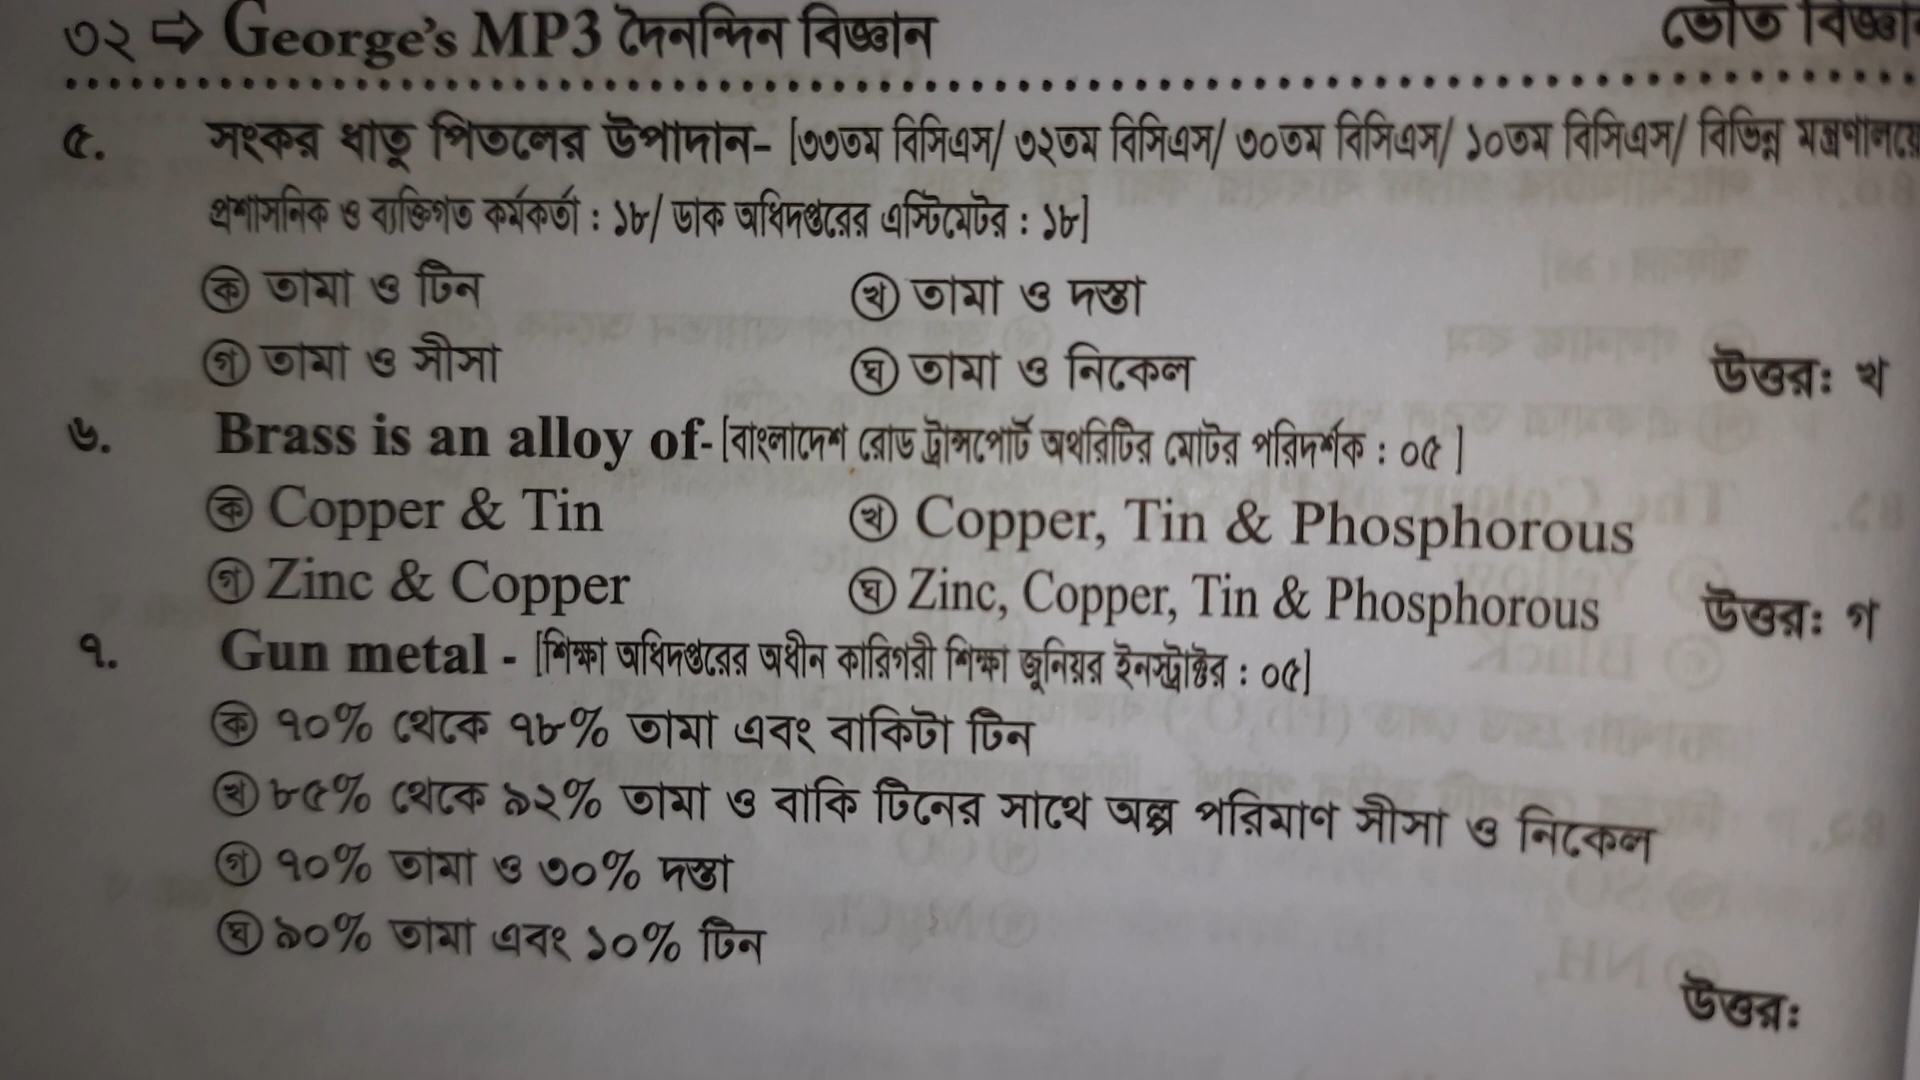 ৩২ ⇨ George's MP3 দৈনন্দিন বিজ্ঞান ভৌত
৫. সংকর ধাতু পিতলের উপাদান- [৩৩তম বিসিএস/ ৩২তম বিসিএস/ ৩০তম বিসিএস/ ১০তম বিসিএস/ বিভিন্ন
প্রশাসনিক ও ব্যক্তিগত কর্মকর্তা : ১৮/ ডাক অধিদপ্তরের এস্টিমেটর : ১৮]
ক তামা ও টিন খ তামা ও দস্তা
গ তামা ও সীসা ঘ তামা ও নিকেল উত্তর: খ
৬. Brass is an alloy of- [বাংলাদেশ রোড ট্রান্সপোর্ট অথরিটির মোটর পরিদর্শক : ০৫ ]
ক Copper & Tin খ Copper, Tin & Phosphorous
গ Zinc & Copper ঘ Zinc, Copper, Tin & Phosphorous উত্তর: গ
৭. Gun metal - [শিক্ষা অধিদপ্তরের অধীন কারিগরী শিক্ষা জুনিয়র ইনস্ট্রাক্টর : ০৫]
ক ৭০% থেকে ৭৮% তামা এবং বাকিটা টিন
খ ৮৫% থেকে ৯২% তামা ও বাকি টিনের সাথে অল্প পরিমাণ সীসা ও নিকেল
গ ৭০% তামা ও ৩০% দস্তা
ঘ ৯০% তামা এবং ১০% টিন
উত্তর: